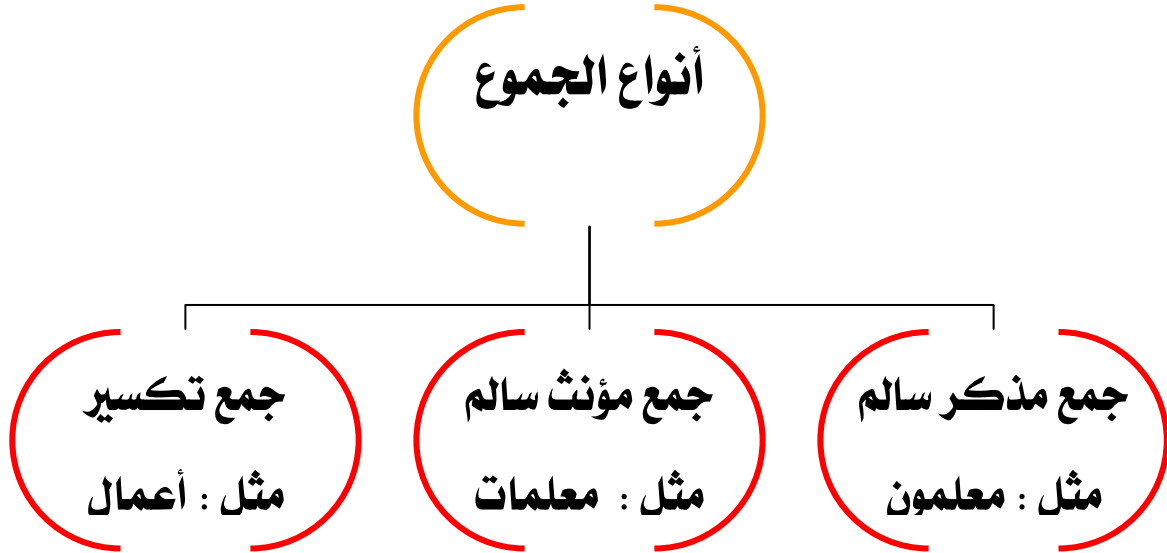 أنواع الجموع
جمع مذكر سالم
مثل : معلمون
جمع مؤنث سالم
مثل : معلمات
جمع تكسير
مثل : أعمال